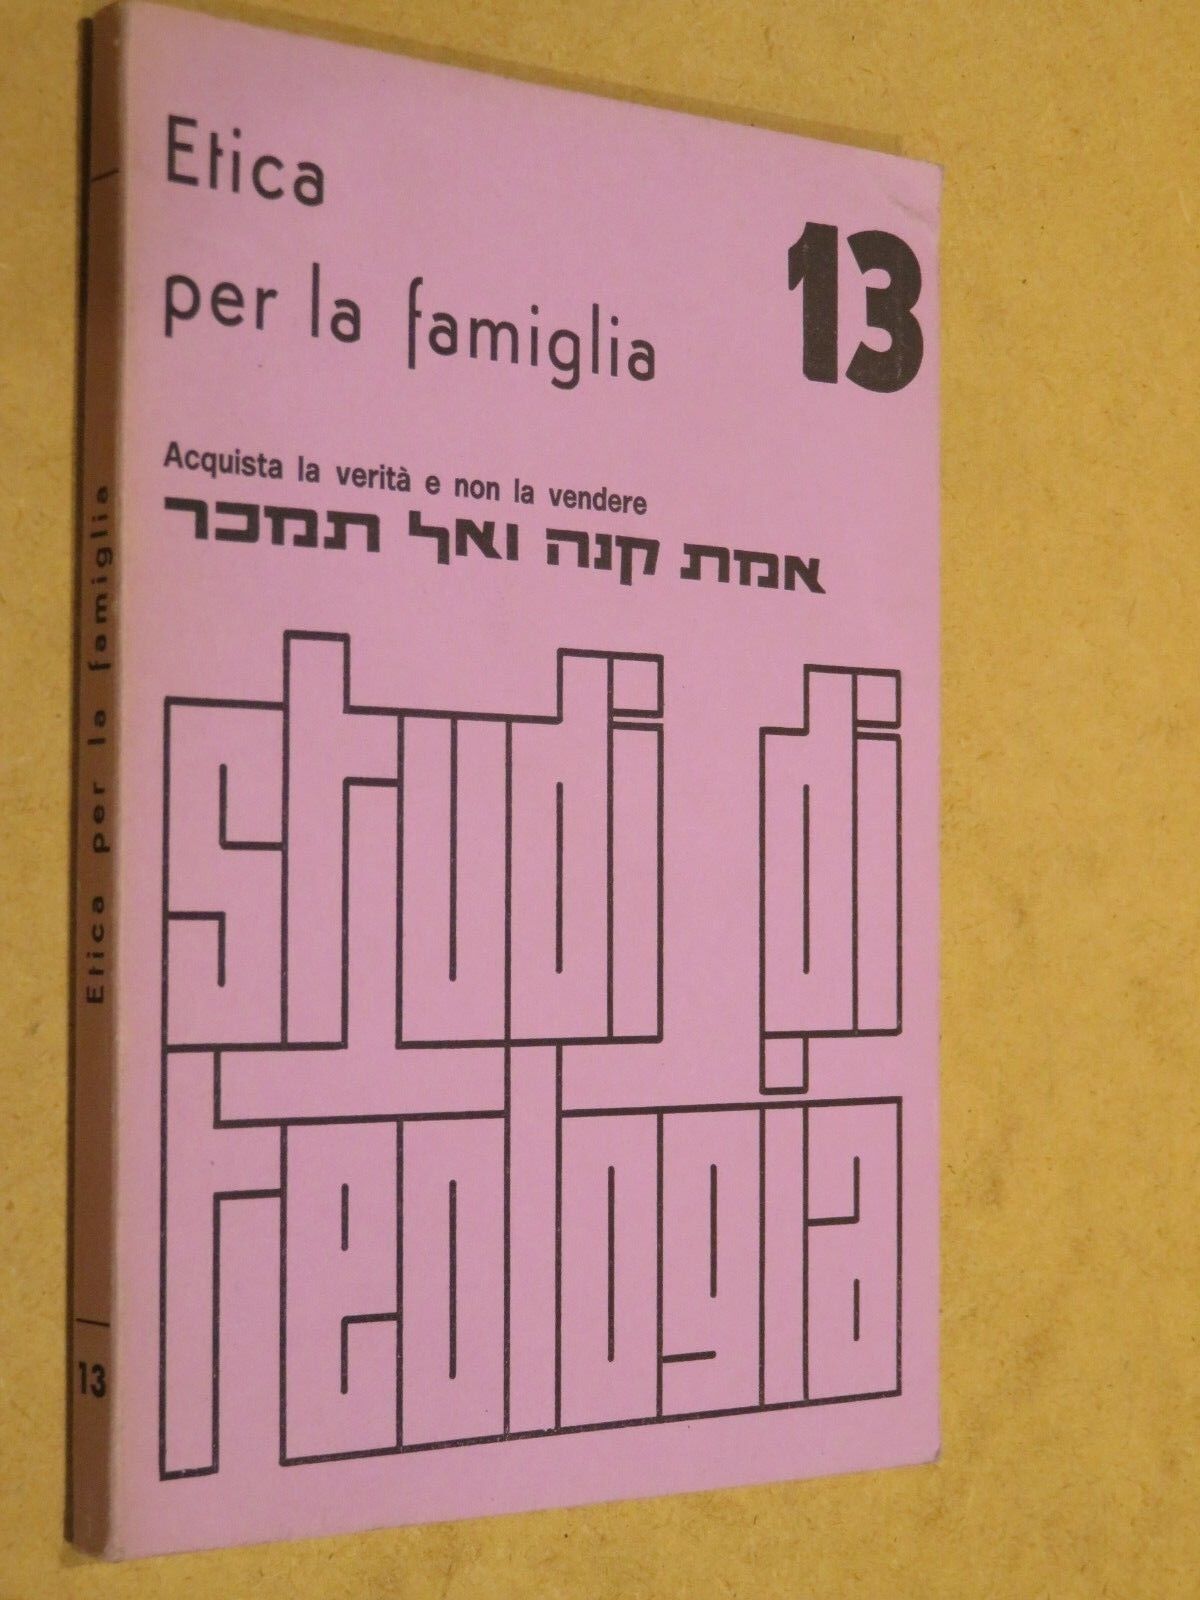 Etica
per la famiglia
13
Acquista la verità e non la vendere
אמת קנה ואל תמכר
studi di
teologia
Etica per la famiglia
13